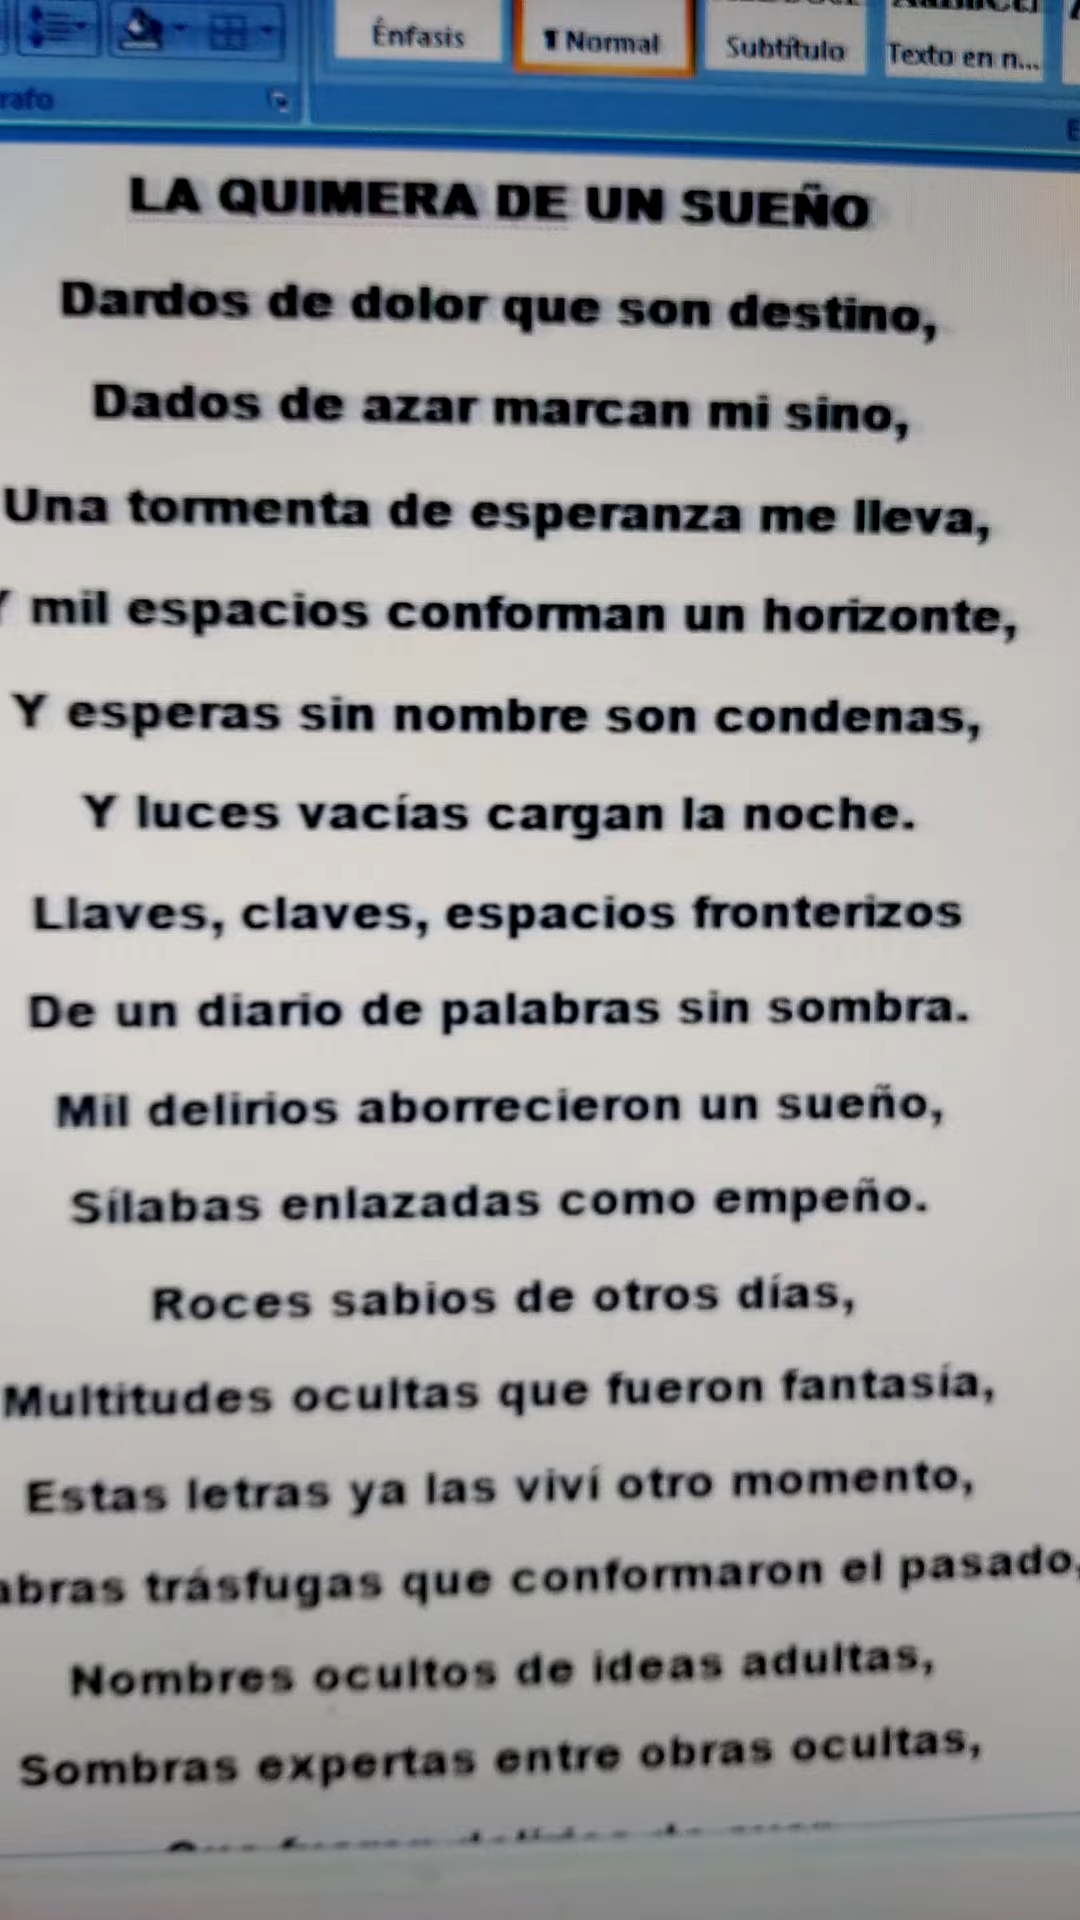 Énfasis
¶ Normal
Subtítulo
Texto en n...
LA QUIMERA DE UN SUEÑO
Dardos de dolor que son destino,
Dados de azar marcan mi sino,
Una tormenta de esperanza me lleva,
Y mil espacios conforman un horizonte,
Y esperas sin nombre son condenas,
Y luces vacías cargan la noche.
Llaves, claves, espacios fronterizos
De un diario de palabras sin sombra.
Mil delirios aborrecieron un sueño,
Sílabas enlazadas como empeño.
Roces sabios de otros días,
Multitudes ocultas que fueron fantasía,
Estas letras ya las viví otro momento,
abras trásfugas que conformaron el pasado,
Nombres ocultos de ideas adultas,
Sombras expertas entre obras ocultas,